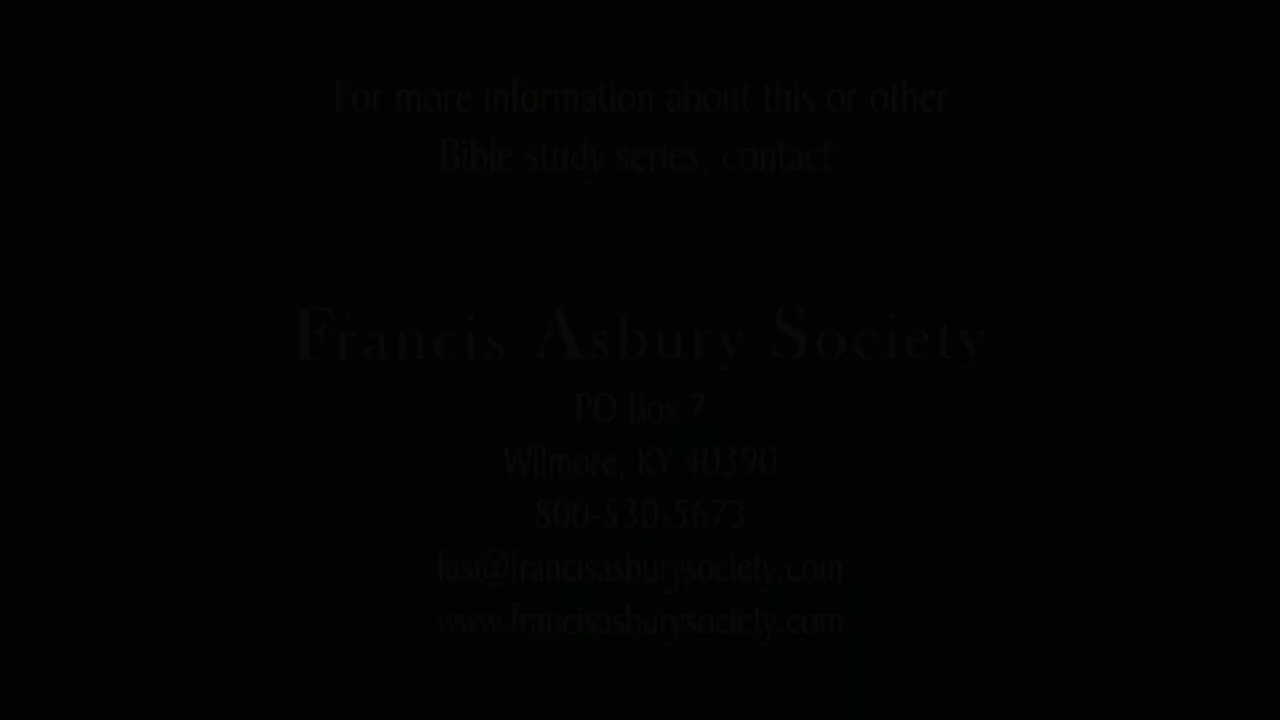 For more information about this or other
Bible study series, contact:
Francis Asbury Society
PO Box 7
Wilmore, KY 40390
800-530-5673
fas@francisasburysociety.com
www.francisasburysociety.com